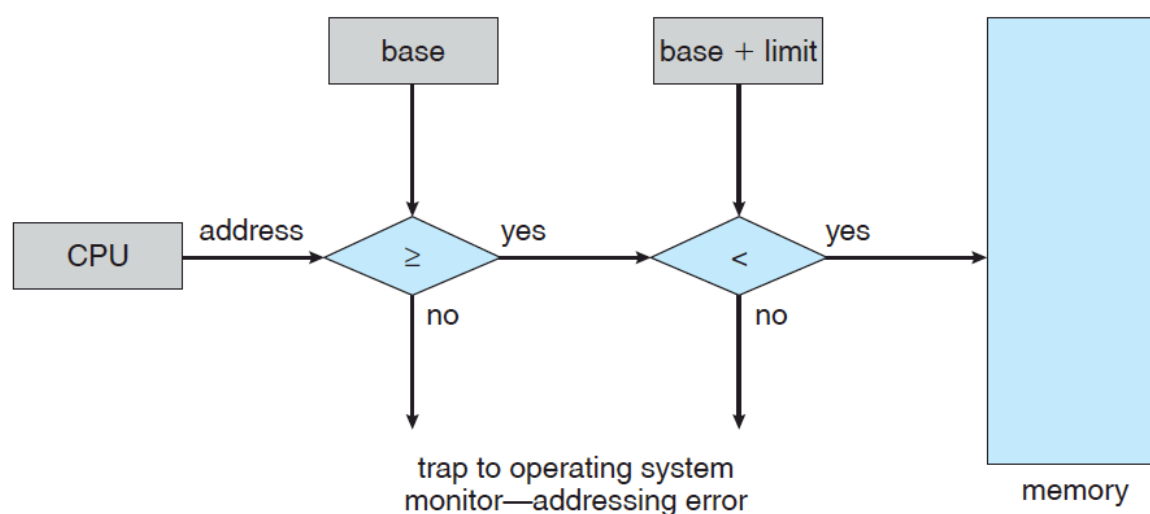 base
base + limit
address
yes
yes
CPU
≥
<
no
no
trap to operating system
monitor—addressing error
memory